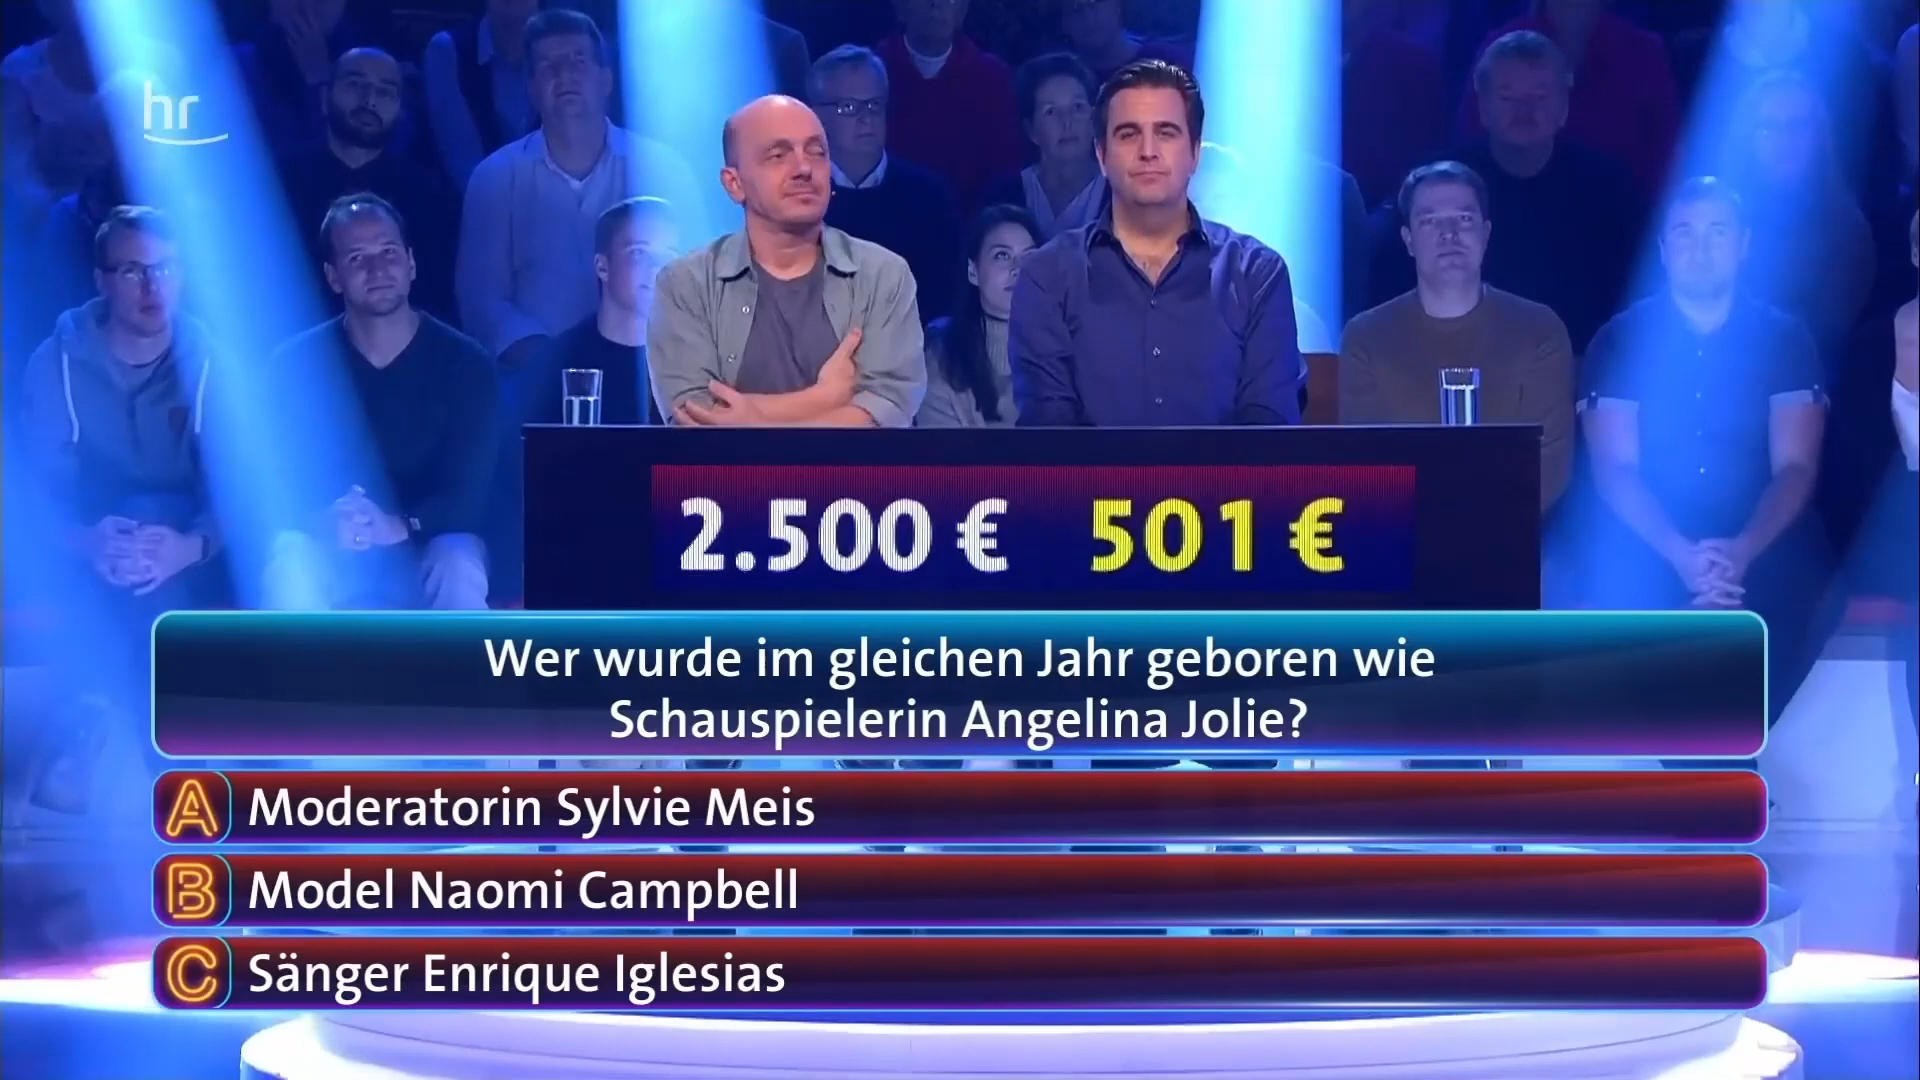 hr
2.500 € 501 €
Wer wurde im gleichen Jahr geboren wie
Schauspielerin Angelina Jolie?
A Moderatorin Sylvie Meis
B Model Naomi Campbell
C Sänger Enrique Iglesias